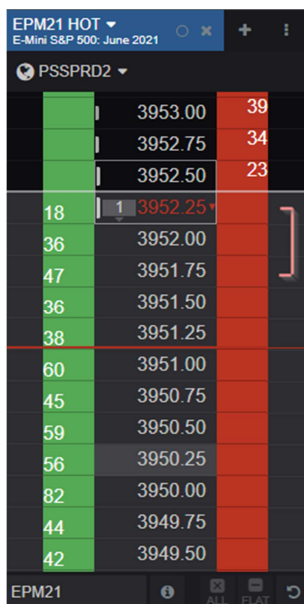 EPM21 HOT
E-Mini S&P 500: June 2021
PSSPRD2
3953.00 39
3952.75 34
3952.50 23
18 1 3952.25
36 3952.00
47 3951.75
36 3951.50
38 3951.25
60 3951.00
45 3950.75
59 3950.50
56 3950.25
82 3950.00
44 3949.75
42 3949.50
EPM21 ALL FLAT